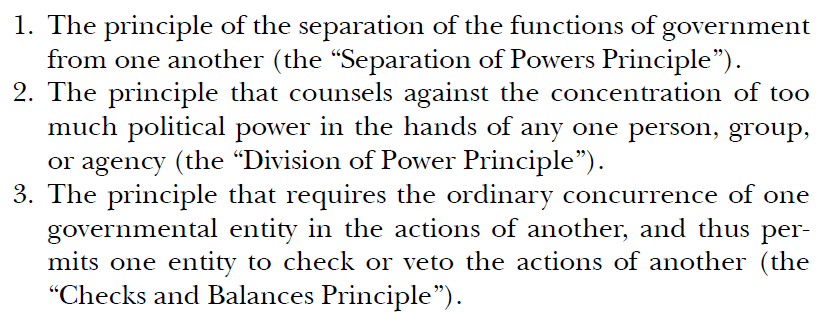 1. The principle of the separation of the functions of government
from one another (the “Separation of Powers Principle”).
2. The principle that counsels against the concentration of too
much political power in the hands of any one person, group,
or agency (the “Division of Power Principle”).
3. The principle that requires the ordinary concurrence of one
governmental entity in the actions of another, and thus per-
mits one entity to check or veto the actions of another (the
“Checks and Balances Principle”).